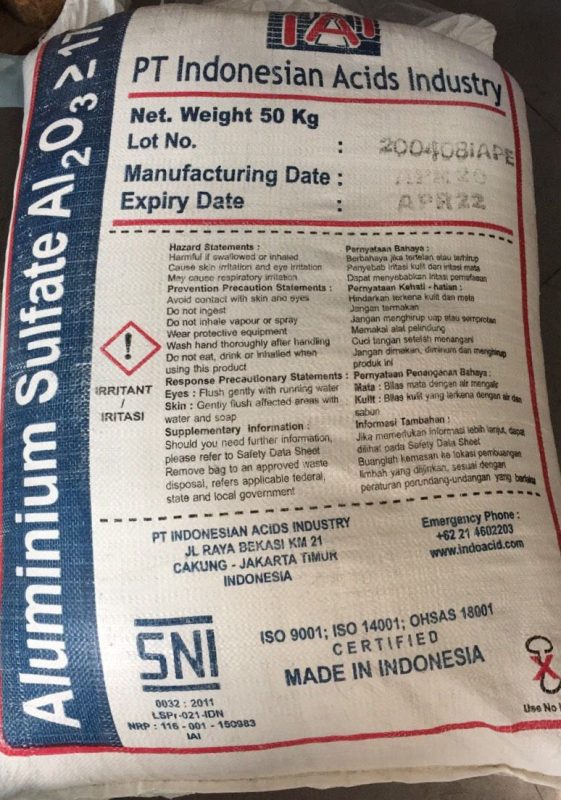 IAI
PT Indonesian Acids Industry
Aluminium Sulfate Al₂O₃ ≥ 17
Net. Weight 50 Kg
Lot No. : 200408IAPE
Manufacturing Date : APR 20
Expiry Date : APR22
Hazard Statements :
Harmful if swallowed or inhaled
Cause skin irritation and eye irritation
May cause respiratory irritation
Prevention Precaution Statements :
Avoid contact with skin and eyes
Do not ingest
Do not inhale vapour or spray
Wear protective equipment
Wash hand thoroughly after handling
Do not eat, drink or inhalled when
using this product
Response Precautionary Statements :
Eyes : Flush gently with running water
Skin : Gently flush affected areas with
water and soap
Supplementary Information :
Should you need further information,
please refer to Safety Data Sheet
Remove bag to an approved waste
disposal, refers applicable federal,
state and local government
Pernyataan Bahaya :
Berbahaya jika tertelan atau terhirup
Penyebab iritasi kulit dan iritasi mata
Dapat menyebabkan iritasi pernafasan
Pernyataan Kehati - hatian :
Hindarkan terkena kulit dan mata
Jangan termakan
Jangan menghirup uap atau semprotan
Memakai alat pelindung
Cuci tangan setelah menangani
Jangan dimakan, diminum dan menghirup
produk ini
Pernyataan Penanganan Bahaya :
Mata : Bilas mata dengan air mengalir
Kulit : Bilas kulit yang terkena dengan air dan
sabun
Informasi Tambahan :
Jika memerlukan informasi lebih lanjut, dapat
dilihat pada Safety Data Sheet
Buanglah kemasan ke lokasi pembuangan
limbah yang diijinkan, sesuai dengan
peraturan perundang-undangan yang berlaku
IRRITANT
/
IRITASI
PT INDONESIAN ACIDS INDUSTRY
JL RAYA BEKASI KM 21
CAKUNG - JAKARTA TIMUR
INDONESIA
Emergency Phone :
+62 21 4602203
www.indoacid.com
SNI
0032 : 2011
LSPr-021-IDN
NRP : 116 - 001 - 150983
IAI
ISO 9001; ISO 14001; OHSAS 18001
CERTIFIED
MADE IN INDONESIA
Use No